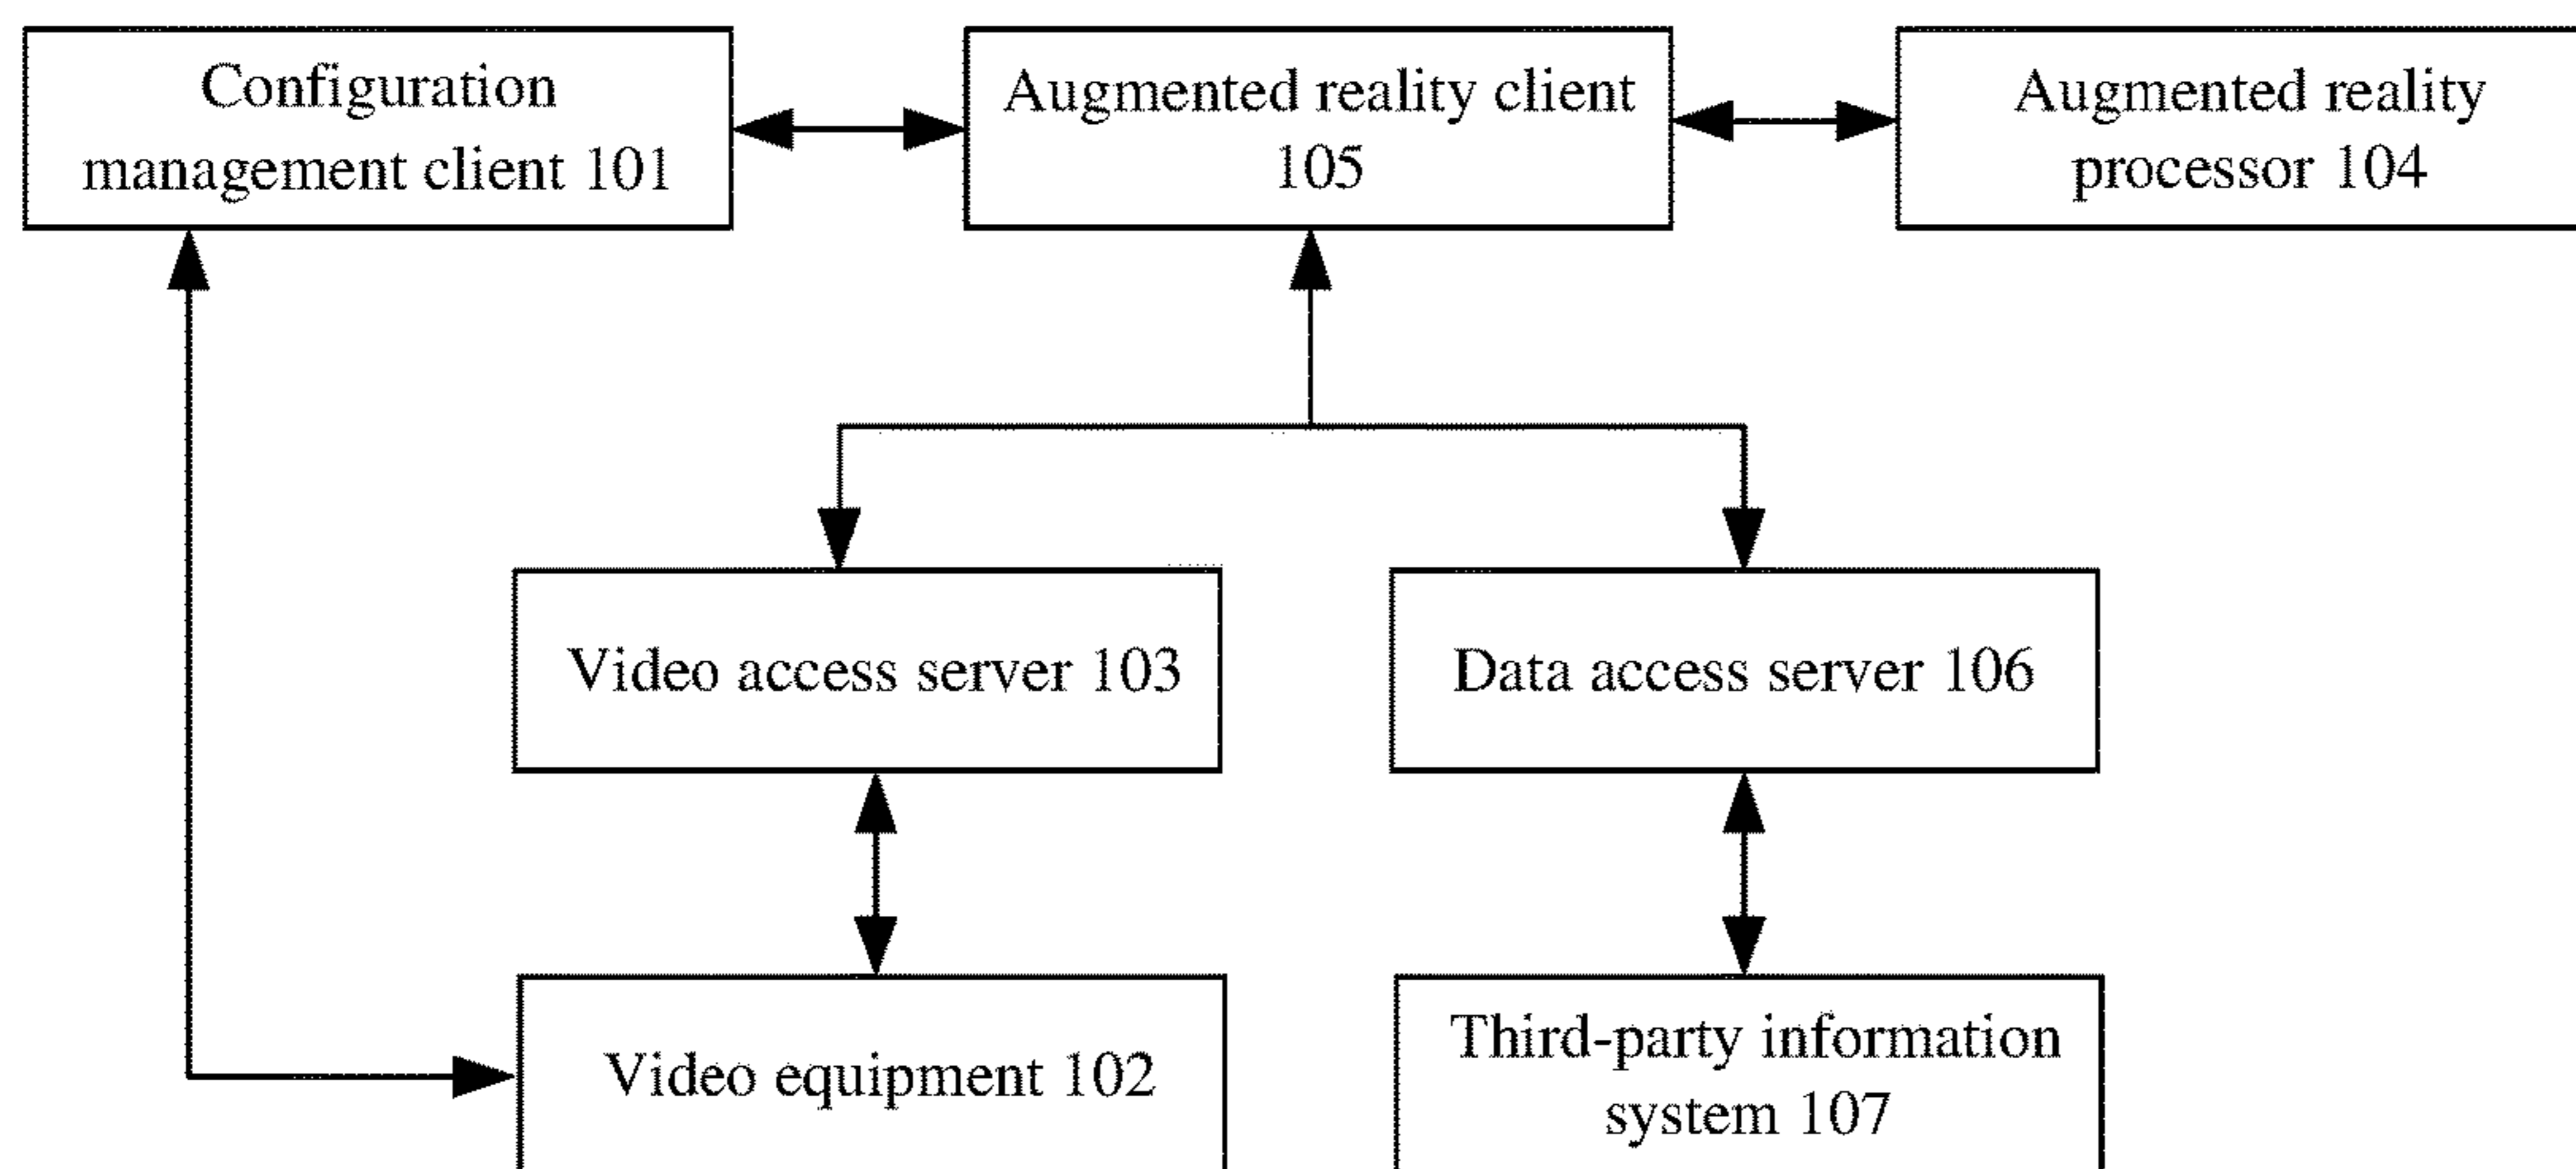 Configuration
management client 101
Augmented reality client
105
Augmented reality
processor 104
Video access server 103
Data access server 106
Video equipment 102
Third-party information
system 107